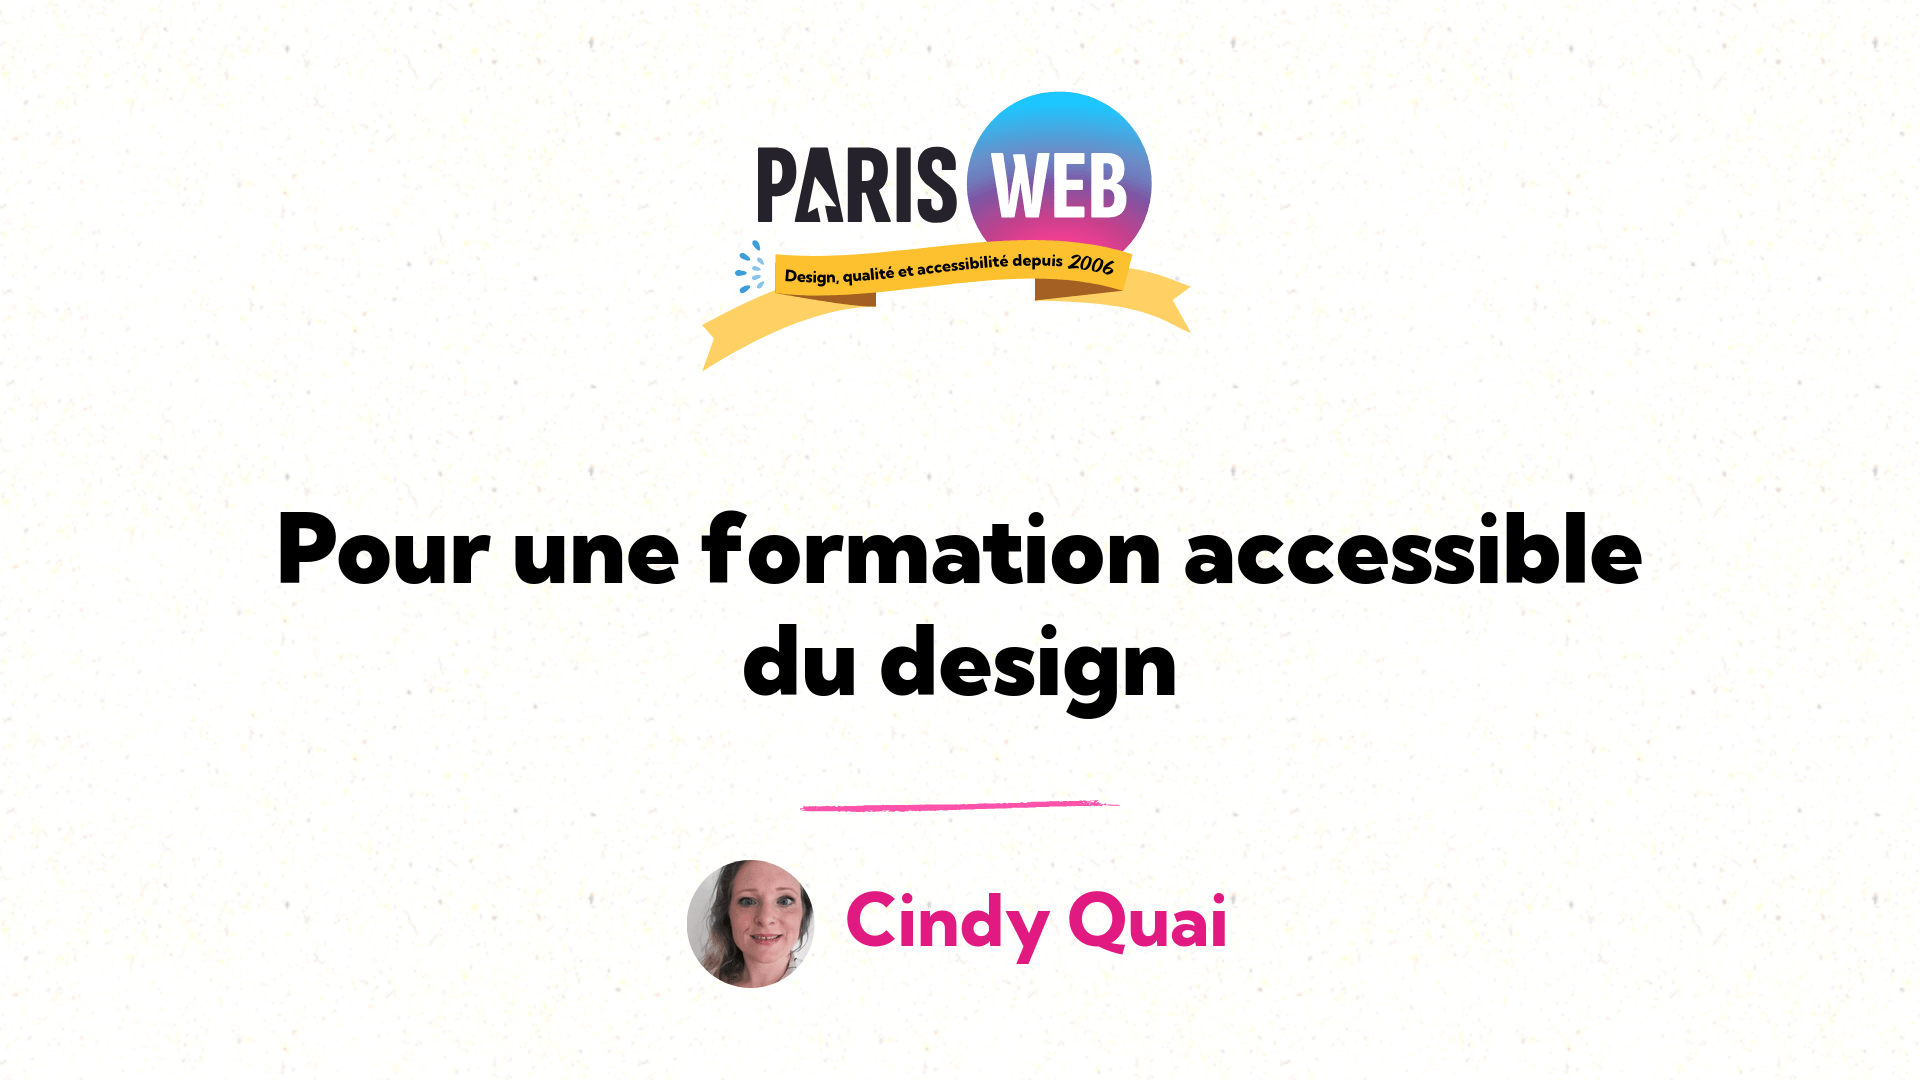 PARIS WEB
Design, qualité et accessibilité depuis 2006
Pour une formation accessible
du design
Cindy Quai